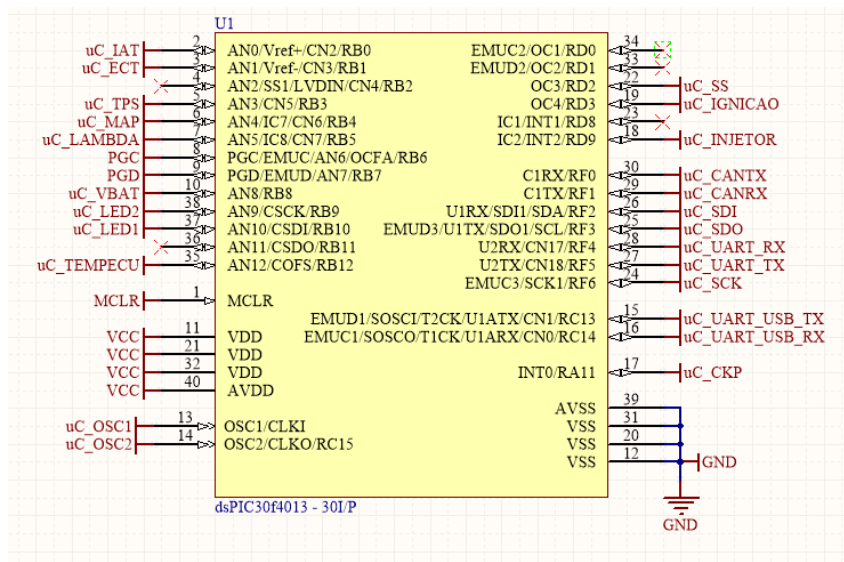 U1
uC_IAT 2 AN0/Vref+/CN2/RB0 EMUC2/OC1/RD0 34
uC_ECT 3 AN1/Vref-/CN3/RB1 EMUD2/OC2/RD1 33
4 AN2/SS1/LVDIN/CN4/RB2 OC3/RD2 22 uC_SS
uC_TPS 5 AN3/CN5/RB3 OC4/RD3 19 uC_IGNICAO
uC_MAP 6 AN4/IC7/CN6/RB4 IC1/INT1/RD8 23
uC_LAMBDA 7 AN5/IC8/CN7/RB5 IC2/INT2/RD9 18 uC_INJETOR
PGC 8 PGC/EMUC/AN6/OCFA/RB6
PGD 9 PGD/EMUD/AN7/RB7 C1RX/RF0 30 uC_CANTX
uC_VBAT 10 AN8/RB8 C1TX/RF1 29 uC_CANRX
uC_LED2 38 AN9/CSCK/RB9 U1RX/SDI1/SDA/RF2 26 uC_SDI
uC_LED1 37 AN10/CSDI/RB10 EMUD3/U1TX/SDO1/SCL/RF3 25 uC_SDO
36 AN11/CSDO/RB11 U2RX/CN17/RF4 28 uC_UART_RX
uC_TEMPECU 35 AN12/COFS/RB12 U2TX/CN18/RF5 27 uC_UART_TX
EMUC3/SCK1/RF6 24 uC_SCK
MCLR 1 MCLR
EMUD1/SOSCI/T2CK/U1ATX/CN1/RC13 15 uC_UART_USB_TX
VCC 11 VDD EMUC1/SOSCO/T1CK/U1ARX/CN0/RC14 16 uC_UART_USB_RX
VCC 21 VDD
VCC 32 VDD INT0/RA11 17 uC_CKP
VCC 40 AVDD
AVSS 39
uC_OSC1 13 OSC1/CLKI VSS 31
uC_OSC2 14 OSC2/CLKO/RC15 VSS 20
VSS 12 GND
dsPIC30f4013 - 30I/P
GND